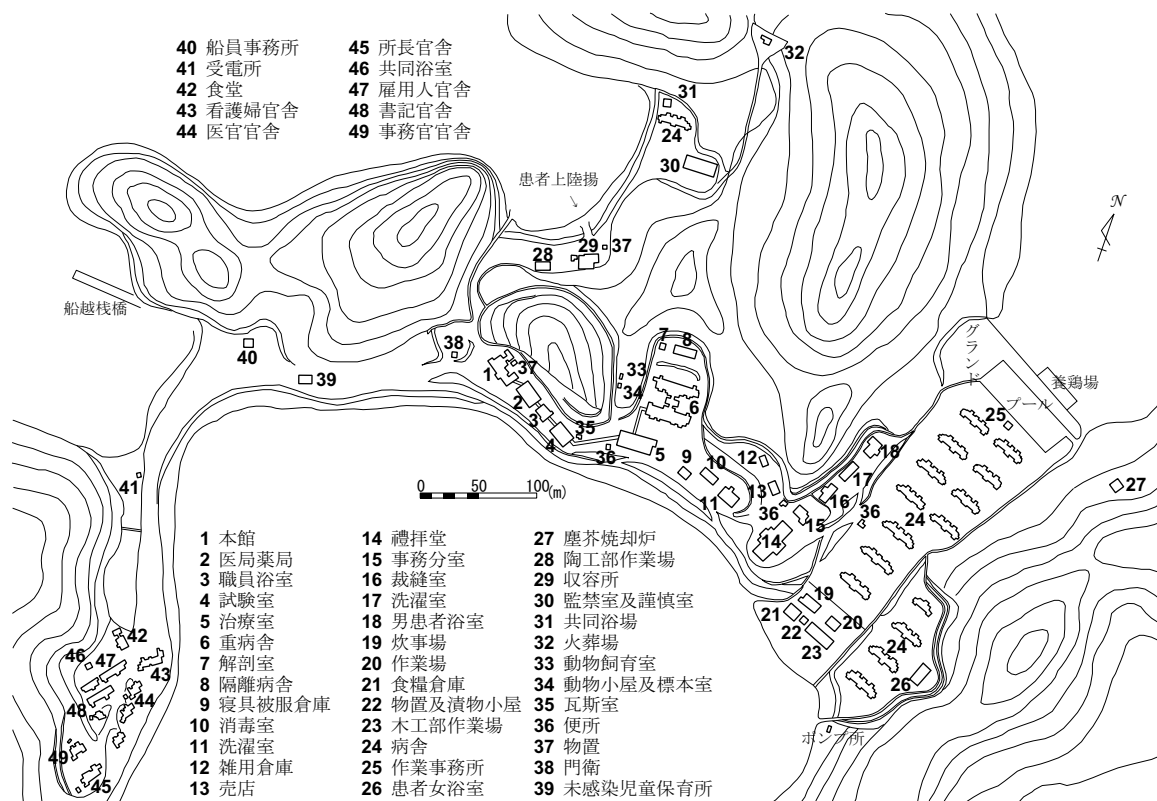 40 船員事務所
41 受電所
42 食堂
43 看護婦官舎
44 医官官舎
45 所長官舎
46 共同浴室
47 雇用人官舎
48 書記官舎
49 事務官官舎
32
31
24
30
患者上陸揚
↓
N
28
29
37
船越桟橋
40
39
38
37
1
2
3
4
35
36
33
34
7
8
6
5
グランド
養鶏場
プール
25
9
10
11
12
13
36
14
15
16
17
18
36
24
27
41
0 50 100(m)
19
20
21
22
23
24
26
ポンプ所
42
46
47
43
44
48
49
45
1 本館
2 医局薬局
3 職員浴室
4 試験室
5 治療室
6 重病舎
7 解剖室
8 隔離病舎
9 寝具被服倉庫
10 消毒室
11 洗濯室
12 雑用倉庫
13 売店
14 禮拝堂
15 事務分室
16 裁縫室
17 洗濯室
18 男患者浴室
19 炊事場
20 作業場
21 食糧倉庫
22 物置及漬物小屋
23 木工部作業場
24 病舎
25 作業事務所
26 患者女浴室
27 塵芥焼却炉
28 陶工部作業場
29 収容所
30 監禁室及謹慎室
31 共同浴場
32 火葬場
33 動物飼育室
34 動物小屋及標本室
35 瓦斯室
36 便所
37 物置
38 門衛
39 未感染児童保育所